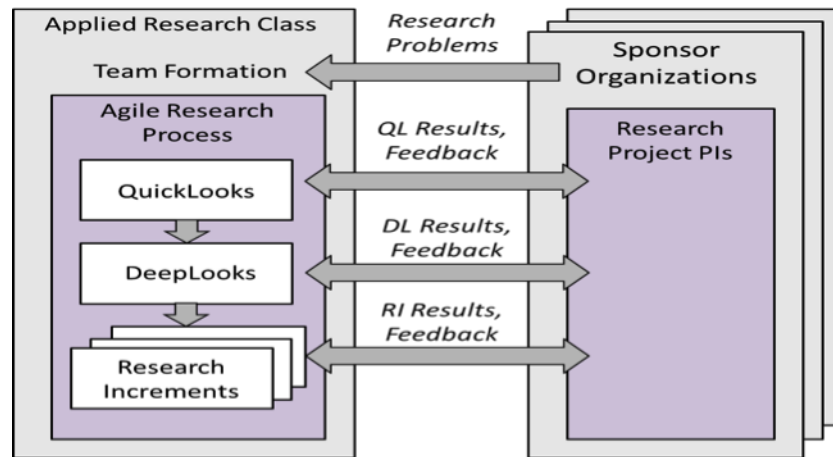 Applied Research Class
Team Formation
Agile Research
Process
QuickLooks
DeepLooks
Research
Increments
Research
Problems
QL Results,
Feedback
DL Results,
Feedback
RI Results,
Feedback
Sponsor
Organizations
Research
Project PIs